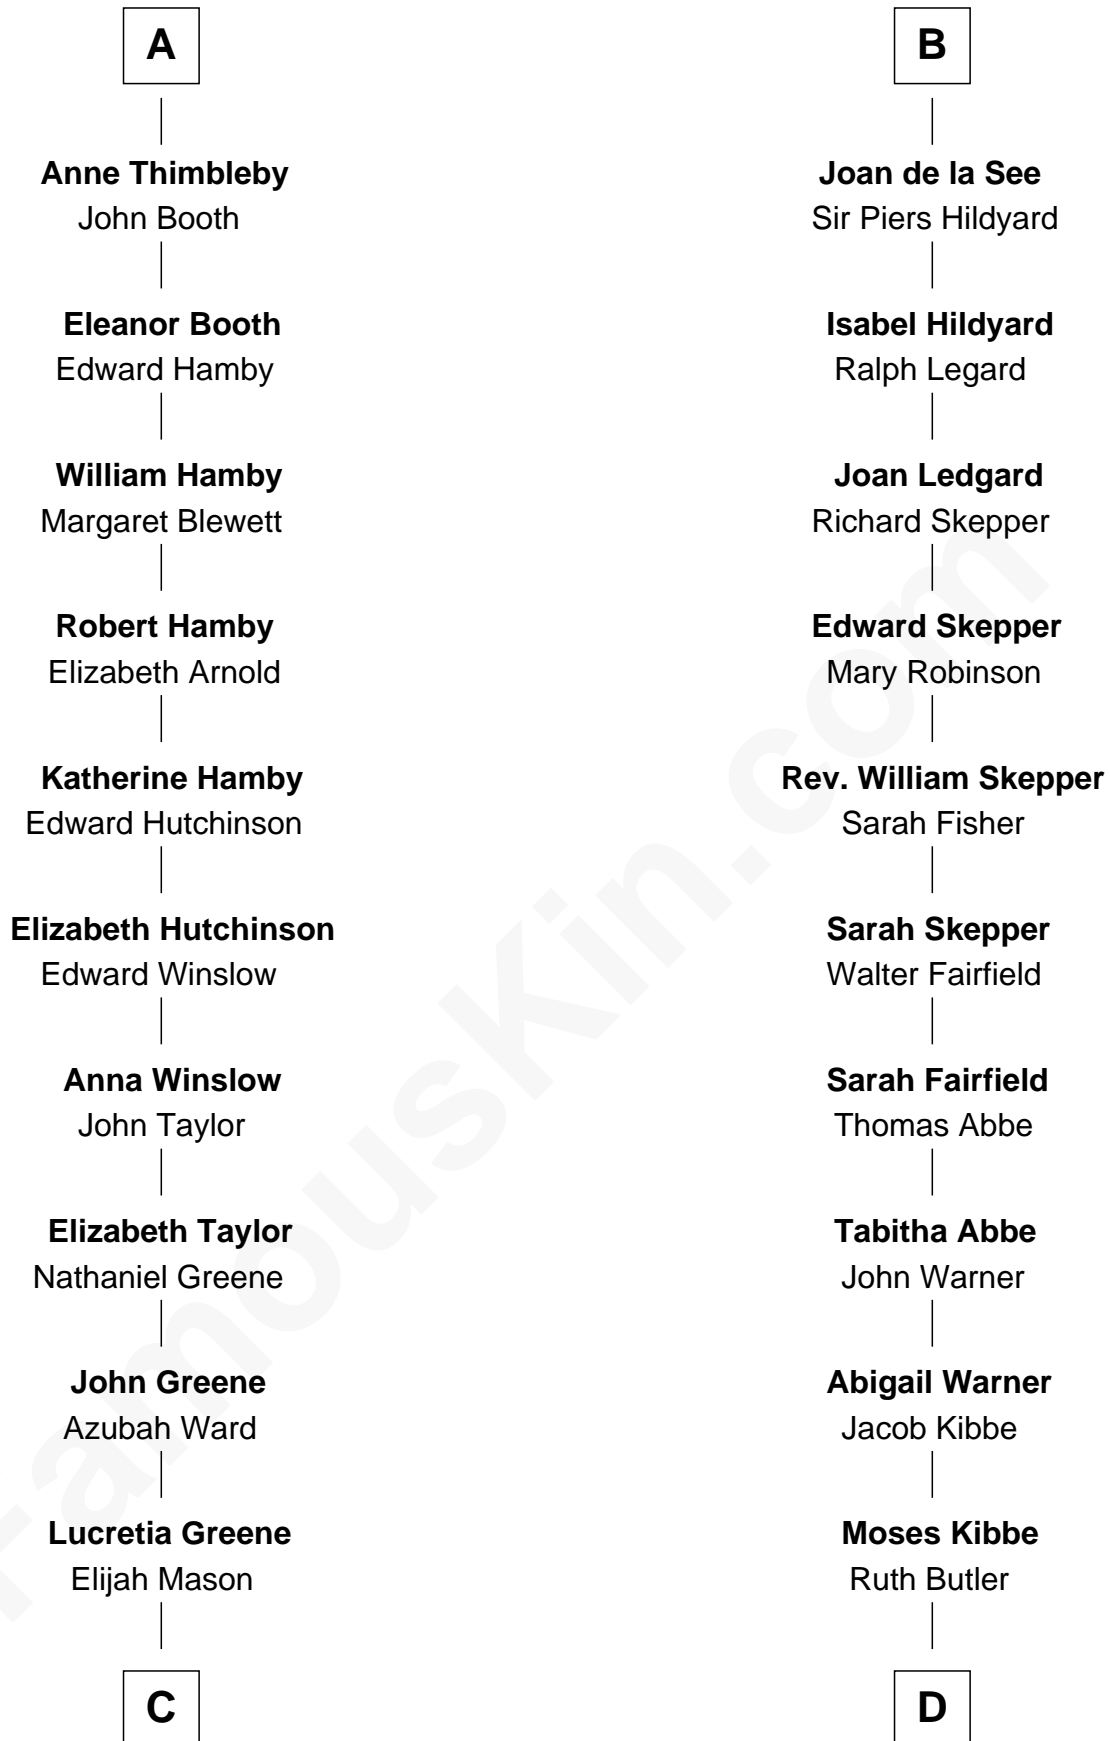 A
Anne Thimbleby
John Booth
Eleanor Booth
Edward Hamby
William Hamby
Margaret Blewett
Robert Hamby
Elizabeth Arnold
Katherine Hamby
Edward Hutchinson
Elizabeth Hutchinson
Edward Winslow
Anna Winslow
John Taylor
Elizabeth Taylor
Nathaniel Greene
John Greene
Azubah Ward
Lucretia Greene
Elijah Mason
C
B
Joan de la See
Sir Piers Hildyard
Isabel Hildyard
Ralph Legard
Joan Ledgard
Richard Skepper
Edward Skepper
Mary Robinson
Rev. William Skepper
Sarah Fisher
Sarah Skepper
Walter Fairfield
Sarah Fairfield
Thomas Abbe
Tabitha Abbe
John Warner
Abigail Warner
Jacob Kibbe
Moses Kibbe
Ruth Butler
D
FamousKin.com